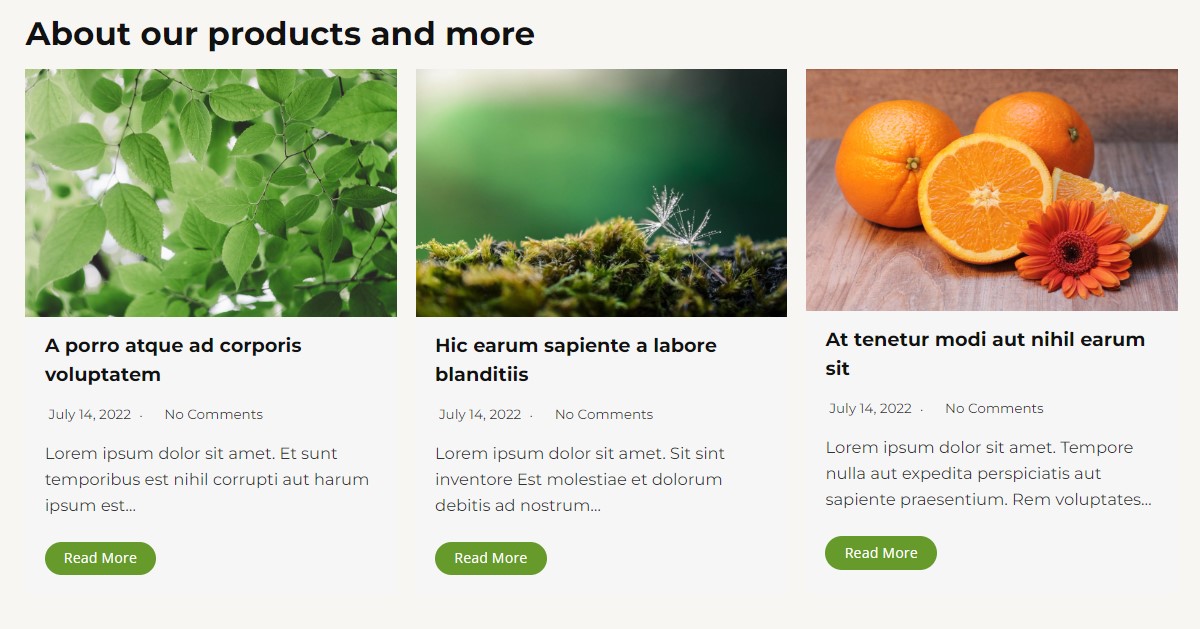 About our products and more
A porro atque ad corporis
voluptatem
July 14, 2022 · No Comments
Lorem ipsum dolor sit amet. Et sunt
temporibus est nihil corrupti aut harum
ipsum est...
Read More
Hic earum sapiente a labore
blanditiis
July 14, 2022 · No Comments
Lorem ipsum dolor sit amet. Sit sint
inventore Est molestiae et dolorum
debitis ad nostrum...
Read More
At tenetur modi aut nihil earum
sit
July 14, 2022 · No Comments
Lorem ipsum dolor sit amet. Tempore
nulla aut expedita perspiciatis aut
sapiente praesentium. Rem voluptates...
Read More